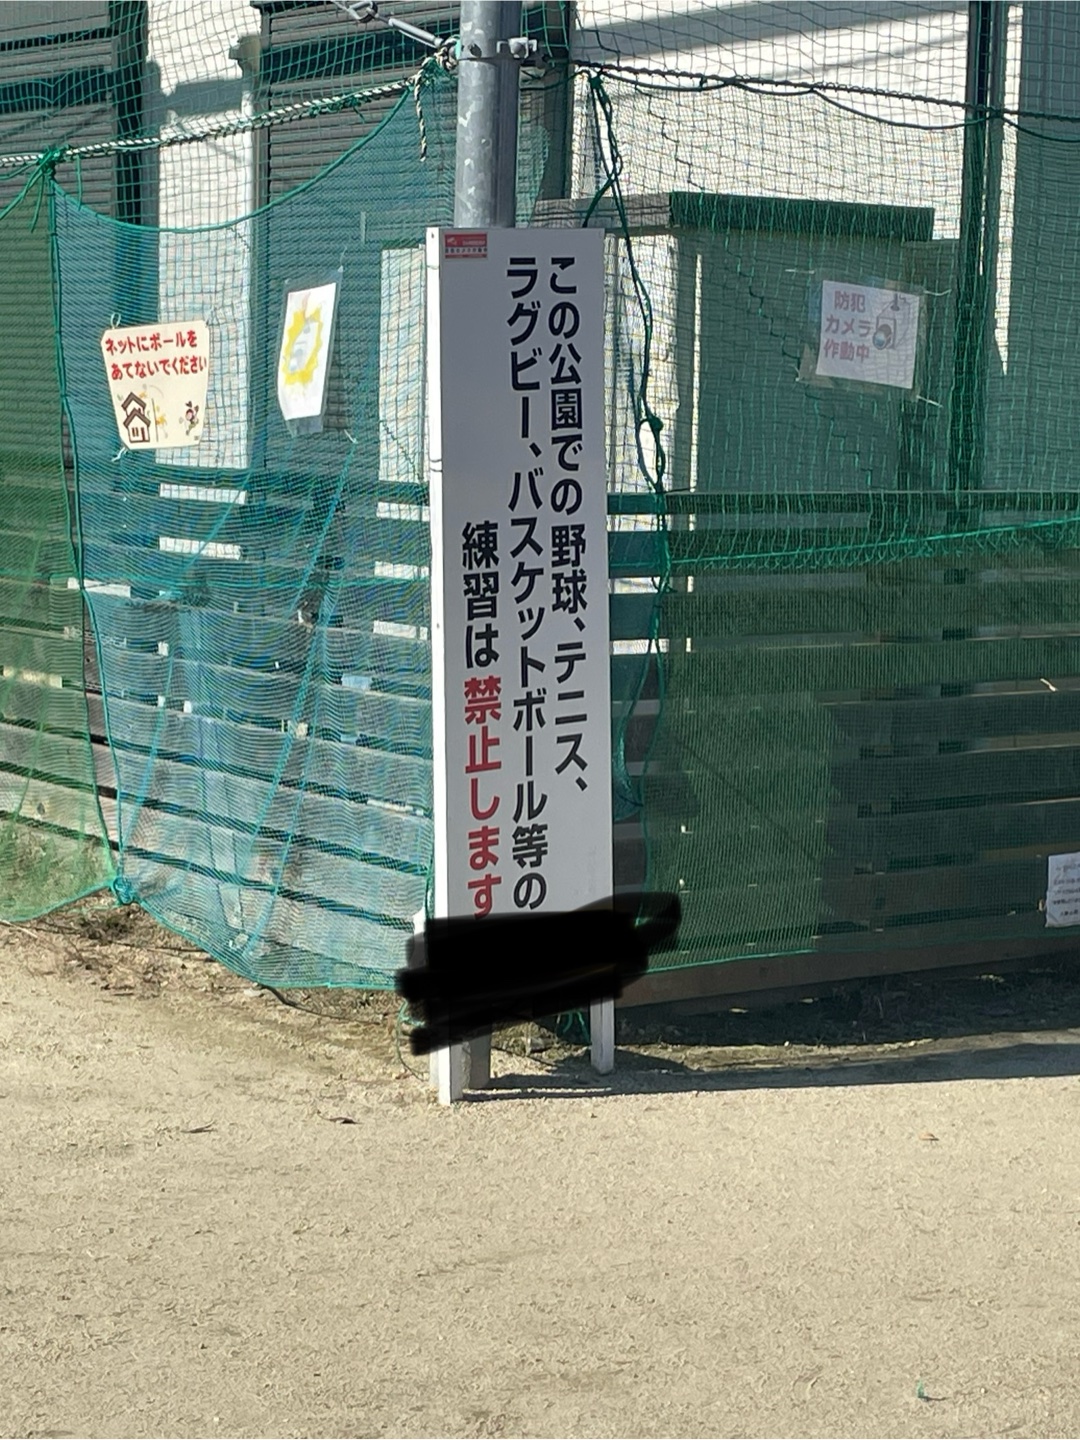 この公園での野球、テニス、
ラグビー、バスケットボール等の
練習は禁止します
ネットにボールを
あてないでください
防犯
カメラ
作動中